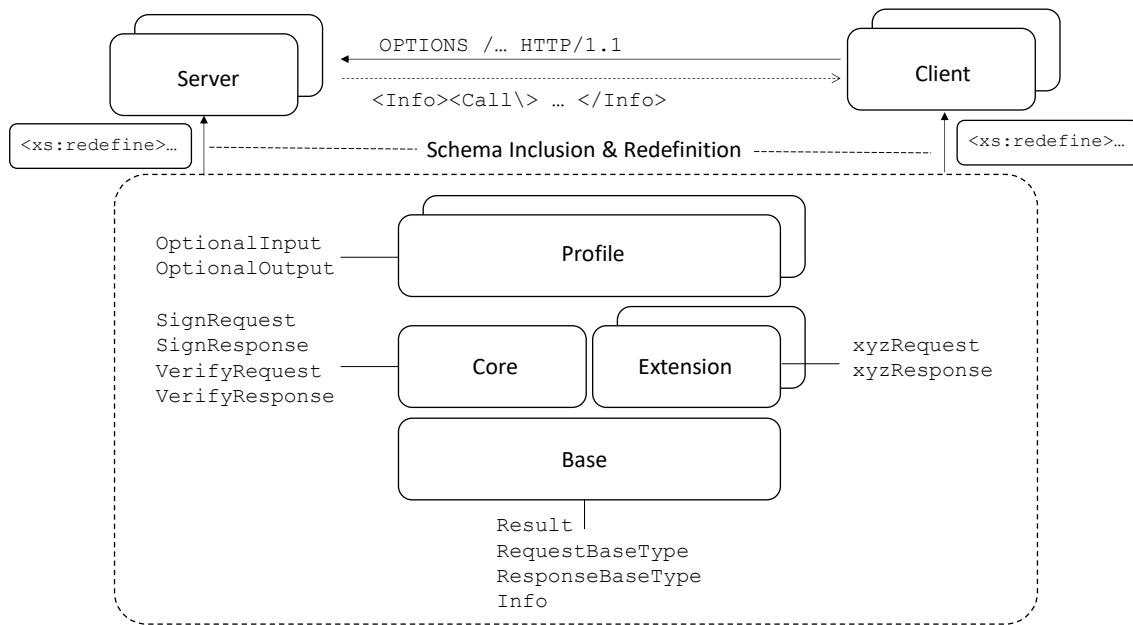 OPTIONS /… HTTP/1.1
Server
Client
<Info><Call\> … </Info>
<xs:redefine>…
Schema Inclusion & Redefinition
<xs:redefine>…
OptionalInput
OptionalOutput
Profile
SignRequest
SignResponse
VerifyRequest
VerifyResponse
Core
Extension
xyzRequest
xyzResponse
Base
Result
RequestBaseType
ResponseBaseType
Info